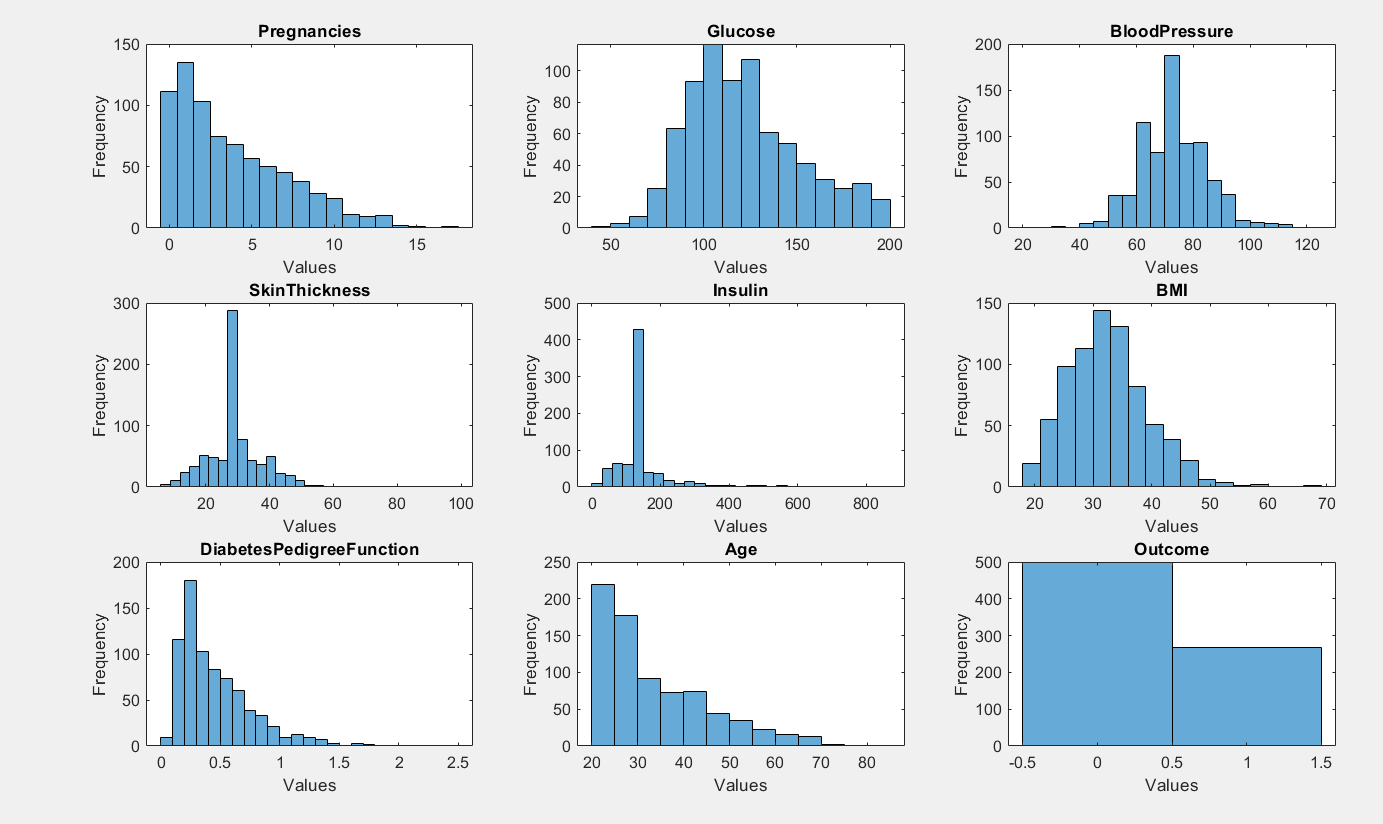 Pregnancies
150
100
50
0
Frequency
0 5 10 15
Values
Glucose
100
80
60
40
20
0
Frequency
50 100 150 200
Values
BloodPressure
200
150
100
50
0
Frequency
20 40 60 80 100 120
Values
SkinThickness
300
200
100
0
Frequency
20 40 60 80 100
Values
Insulin
500
400
300
200
100
0
Frequency
0 200 400 600 800
Values
BMI
150
100
50
0
Frequency
20 30 40 50 60 70
Values
DiabetesPedigreeFunction
200
150
100
50
0
Frequency
0 0.5 1 1.5 2 2.5
Values
Age
250
200
150
100
50
0
Frequency
20 30 40 50 60 70 80
Values
Outcome
500
400
300
200
100
0
Frequency
-0.5 0 0.5 1 1.5
Values